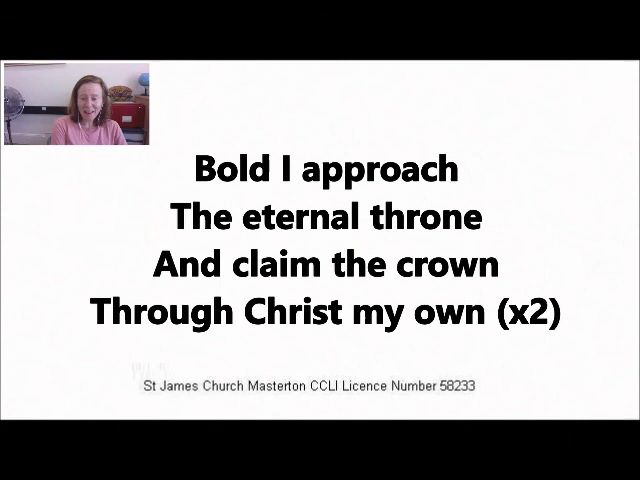 Bold I approach
The eternal throne
And claim the crown
Through Christ my own (x2)
St James Church Masterton CCLI Licence Number 58233